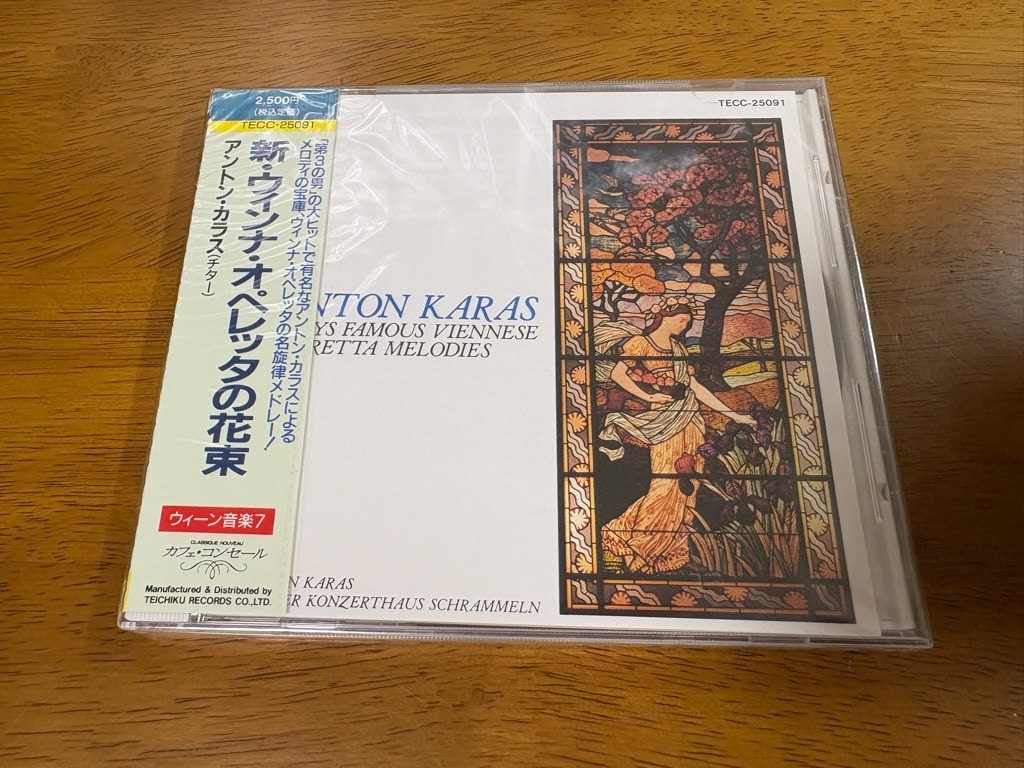 2,500円
(税込定価)
TECC-25091
「第3の男」の大ヒットで有名なアントン・カラスによる
メロディの宝庫、ウィンナ・オペレッタの名旋律メドレー!
新・ウィンナ・オペレッタの花束
アントン・カラス(チター)
ウィーン音楽7
CLASSIQUE NOUVEAU
カフェ・コンセール
Manufactured & Distributed by
TEICHIKU RECORDS CO.,LTD.
TECC-25091
NTON KARAS
YS FAMOUS VIENNESE
RETTA MELODIES
N KARAS
ER KONZERTHAUS SCHRAMMELN